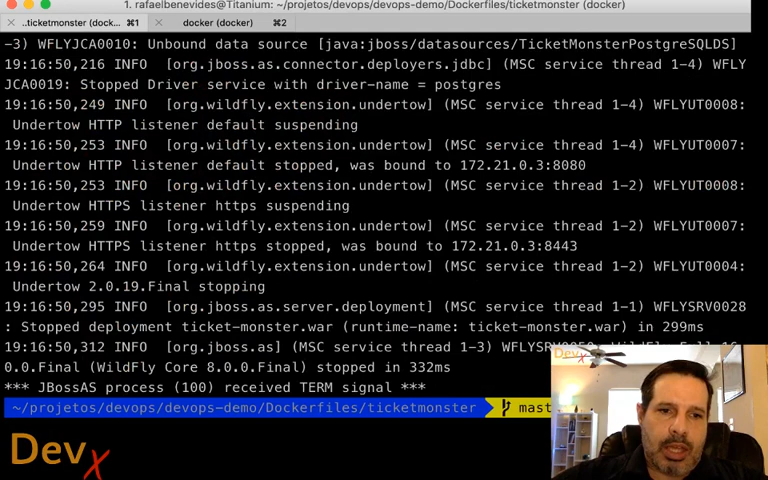 1. rafaelbenevides@Titanium: ~/projetos/devops/devops-demo/Dockerfiles/ticketmonster (docker)
..ticketmonster (dock... ⌘1 docker (docker) ⌘2
-3) WFLYJCA0010: Unbound data source [java:jboss/datasources/TicketMonsterPostgreSQLDS]
19:16:50,216 INFO  [org.jboss.as.connector.deployers.jdbc] (MSC service thread 1-4) WFLY
JCA0019: Stopped Driver service with driver-name = postgres
19:16:50,249 INFO  [org.wildfly.extension.undertow] (MSC service thread 1-4) WFLYUT0008:
Undertow HTTP listener default suspending
19:16:50,253 INFO  [org.wildfly.extension.undertow] (MSC service thread 1-4) WFLYUT0007:
Undertow HTTP listener default stopped, was bound to 172.21.0.3:8080
19:16:50,253 INFO  [org.wildfly.extension.undertow] (MSC service thread 1-2) WFLYUT0008:
Undertow HTTPS listener https suspending
19:16:50,259 INFO  [org.wildfly.extension.undertow] (MSC service thread 1-2) WFLYUT0007:
Undertow HTTPS listener https stopped, was bound to 172.21.0.3:8443
19:16:50,264 INFO  [org.wildfly.extension.undertow] (MSC service thread 1-2) WFLYUT0004:
Undertow 2.0.19.Final stopping
19:16:50,295 INFO  [org.jboss.as.server.deployment] (MSC service thread 1-1) WFLYSRV0028
: Stopped deployment ticket-monster.war (runtime-name: ticket-monster.war) in 299ms
19:16:50,312 INFO  [org.jboss.as] (MSC service thread 1-3)
0.0.Final (WildFly Core 8.0.0.Final) stopped in 332ms
*** JBossAS process (100) received TERM signal ***
~/projetos/devops/devops-demo/Dockerfiles/ticketmonster mast
Dev x
Dev x